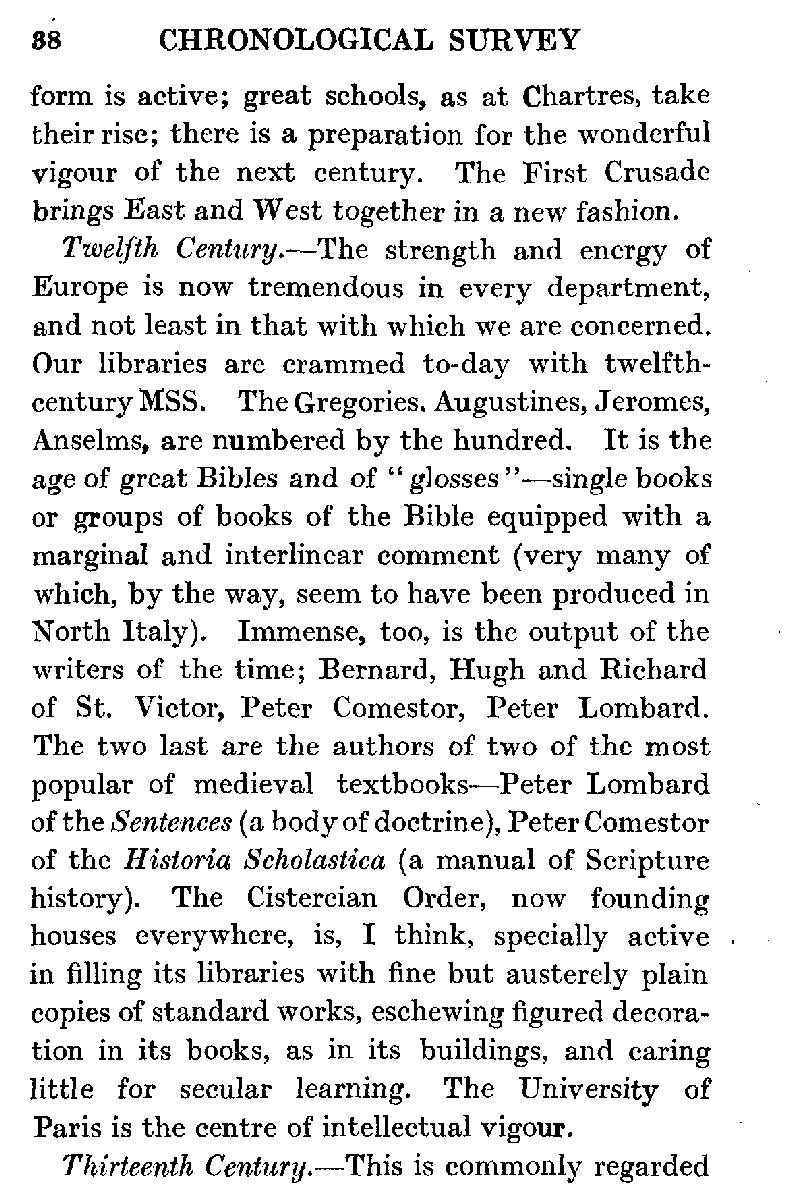 38 CHRONOLOGICAL SURVEY
form is active; great schools, as at Chartres, take
their rise; there is a preparation for the wonderful
vigour of the next century. The First Crusade
brings East and West together in a new fashion.
Twelfth Century.—The strength and energy of
Europe is now tremendous in every department,
and not least in that with which we are concerned.
Our libraries are crammed to-day with twelfth-
century MSS. The Gregories, Augustines, Jeromes,
Anselms, are numbered by the hundred. It is the
age of great Bibles and of "glosses"—single books
or groups of books of the Bible equipped with a
marginal and interlinear comment (very many of
which, by the way, seem to have been produced in
North Italy). Immense, too, is the output of the
writers of the time; Bernard, Hugh and Richard
of St. Victor, Peter Comestor, Peter Lombard.
The two last are the authors of two of the most
popular of medieval textbooks—Peter Lombard
of the Sentences (a body of doctrine), Peter Comestor
of the Historia Scholastica (a manual of Scripture
history). The Cistercian Order, now founding
houses everywhere, is, I think, specially active
in filling its libraries with fine but austerely plain
copies of standard works, eschewing figured decora-
tion in its books, as in its buildings, and caring
little for secular learning. The University of
Paris is the centre of intellectual vigour.
Thirteenth Century.—This is commonly regarded